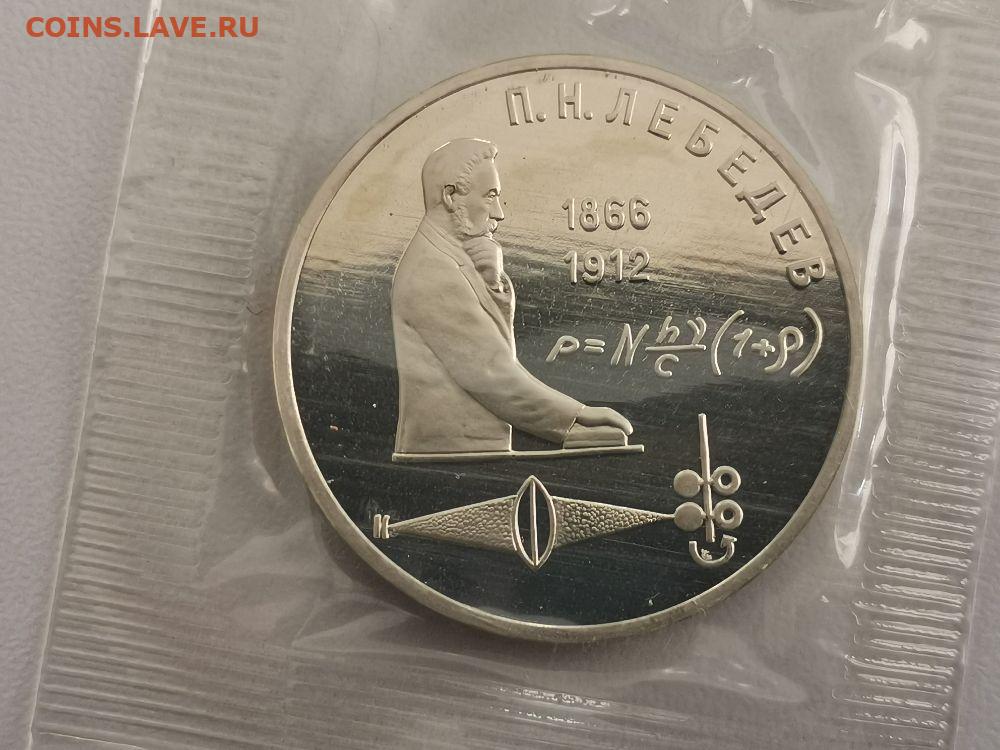 COINS.LAVE.RU
П.Н.ЛЕБЕДЕВ
1866
1912
p=N hν/c (1+ρ)